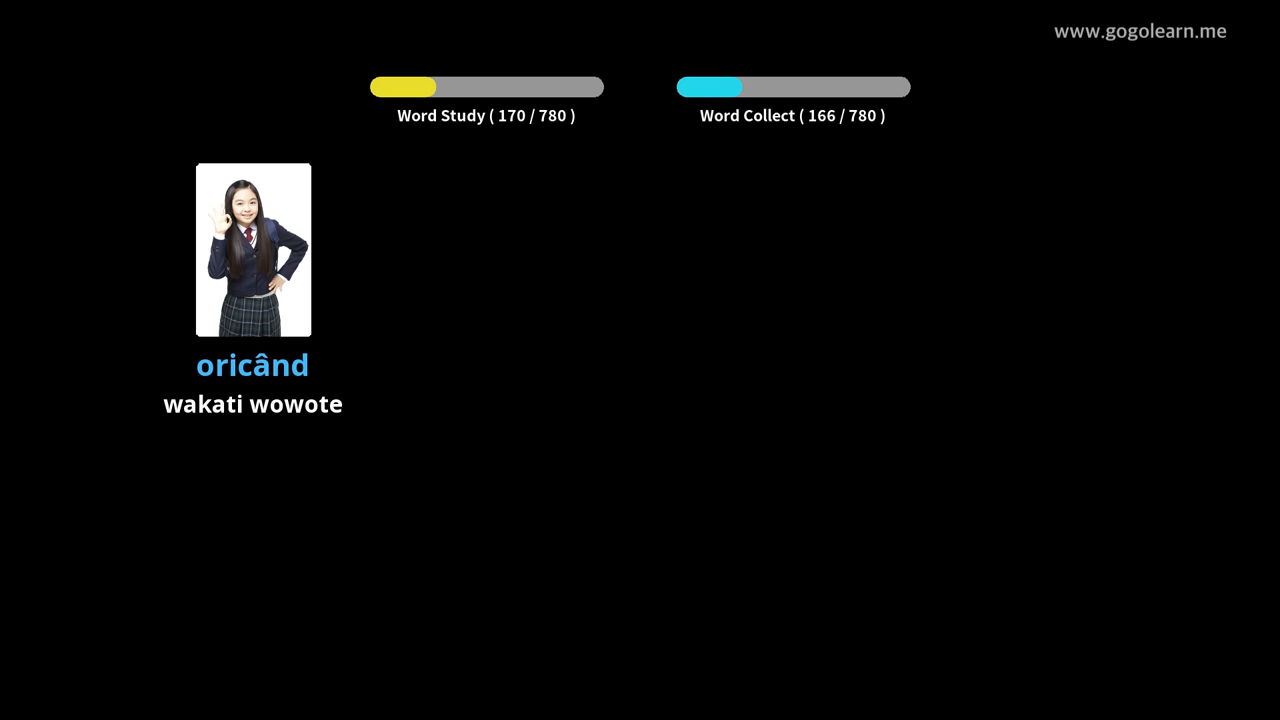 www.gogolearn.me
Word Study ( 170 / 780 )
Word Collect ( 166 / 780 )
oricând
wakati wowote